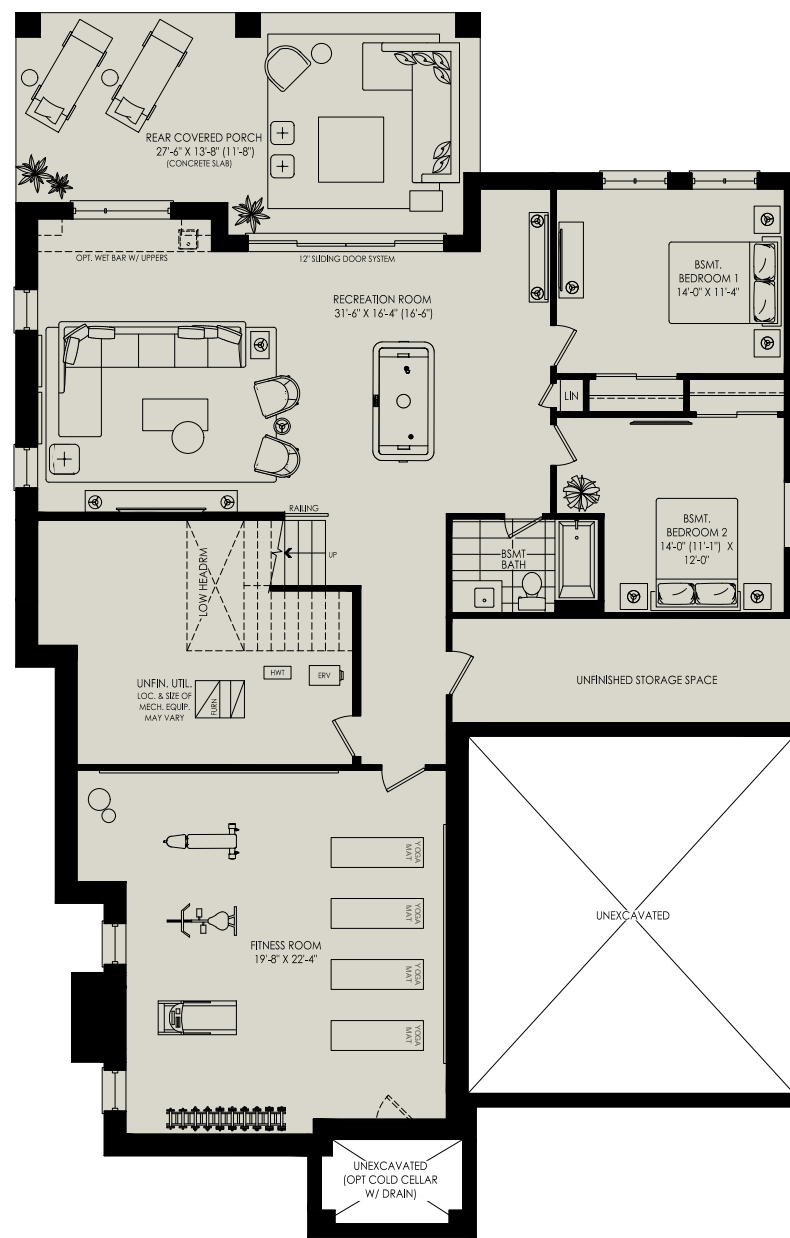 REAR COVERED PORCH
27'-6" X 13'-8" (11'-8")
(CONCRETE SLAB)
OPT. WET BAR W/ UPPERS
12" SLIDING DOOR SYSTEM
RECREATION ROOM
31'-6" X 16'-4" (16'-6")
BSMT.
BEDROOM 1
14'-0" X 11'-4"
LIN
RAILING
UP
LOW HEADRM
BSMT
BATH
BSMT.
BEDROOM 2
14'-0" (11'-1") X
12'-0"
UNFIN. UTIL.
LOC. & SIZE OF
MECH. EQUIP.
MAY VARY
FURN
HWT
ERV
UNFINISHED STORAGE SPACE
YOGA
MAT
YOGA
MAT
FITNESS ROOM
19'-8" X 22'-4"
YOGA
MAT
YOGA
MAT
UNEXCAVATED
UNEXCAVATED
(OPT COLD CELLAR
W/ DRAIN)